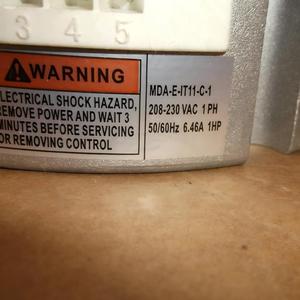 3 4 5
WARNING
ELECTRICAL SHOCK HAZARD,
REMOVE POWER AND WAIT 3
MINUTES BEFORE SERVICING
OR REMOVING CONTROL
MDA-E-IT11-C-1
208-230 VAC 1 PH
50/60Hz 6.46A 1HP